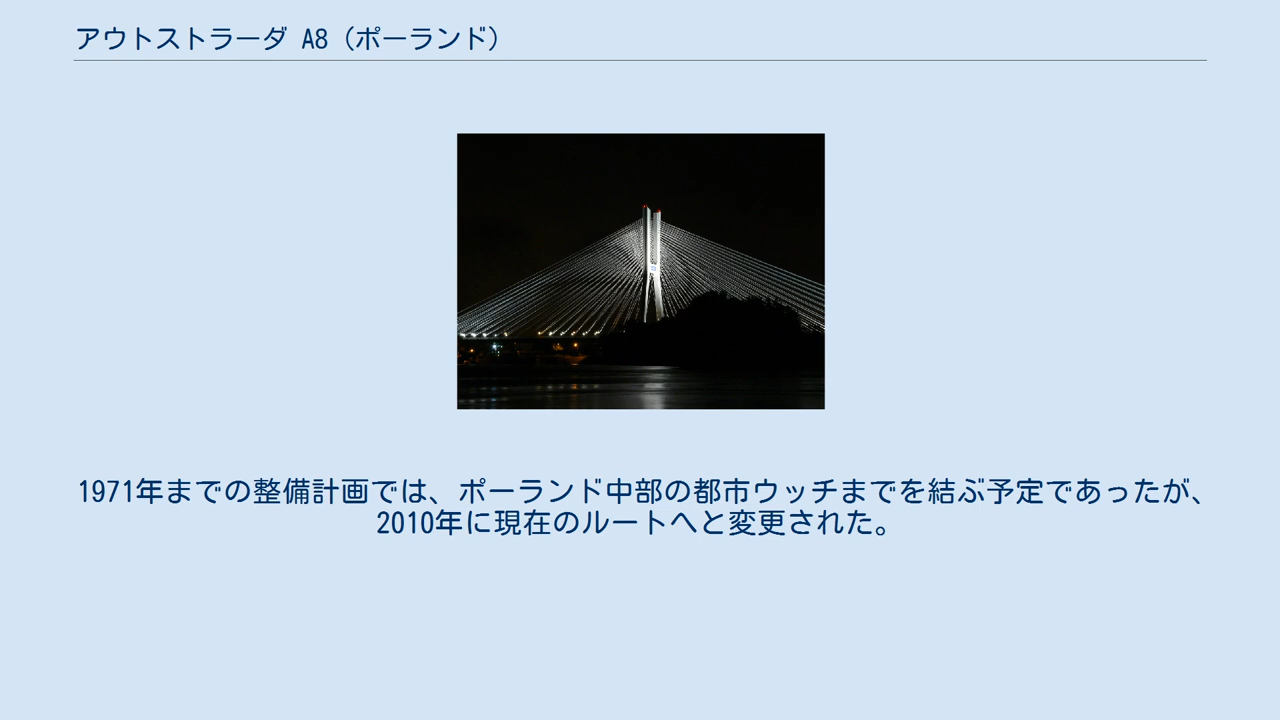 アウトストラーダ A8（ポーランド）
1971年までの整備計画では、ポーランド中部の都市ウッチまでを結ぶ予定であったが、
2010年に現在のルートへと変更された。